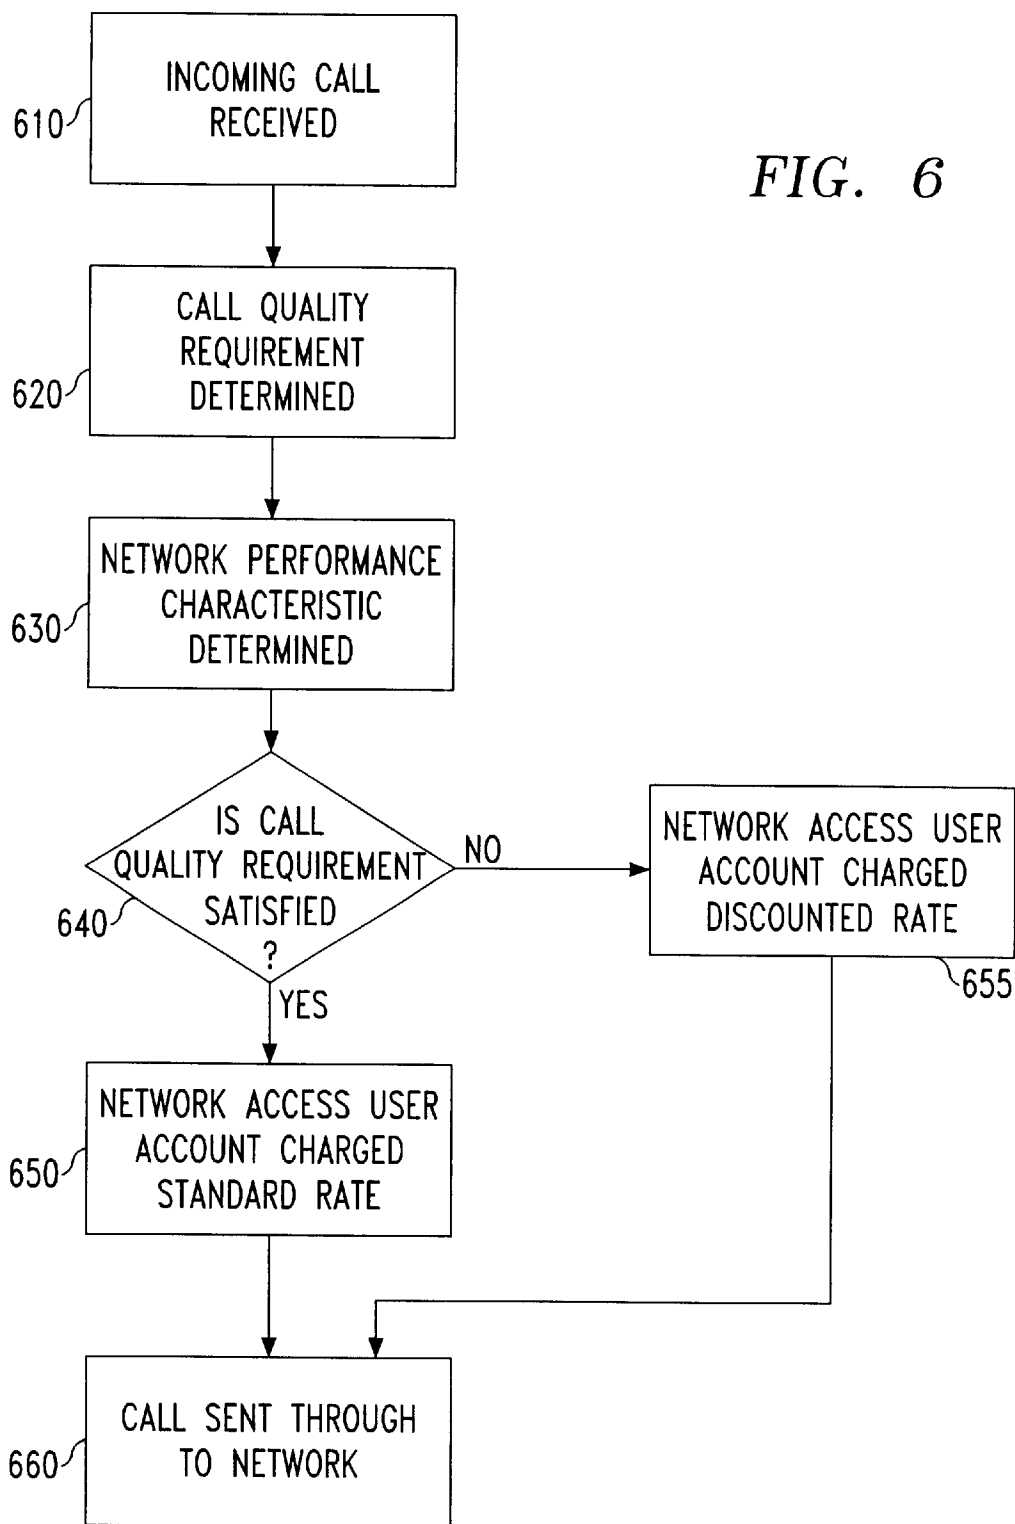 INCOMING CALL
RECEIVED
610
FIG. 6
CALL QUALITY
REQUIREMENT
DETERMINED
620
NETWORK PERFORMANCE
CHARACTERISTIC
DETERMINED
630
IS CALL
QUALITY REQUIREMENT
SATISFIED
?
640
NO
NETWORK ACCESS USER
ACCOUNT CHARGED
DISCOUNTED RATE
655
YES
NETWORK ACCESS USER
ACCOUNT CHARGED
STANDARD RATE
650
CALL SENT THROUGH
TO NETWORK
660